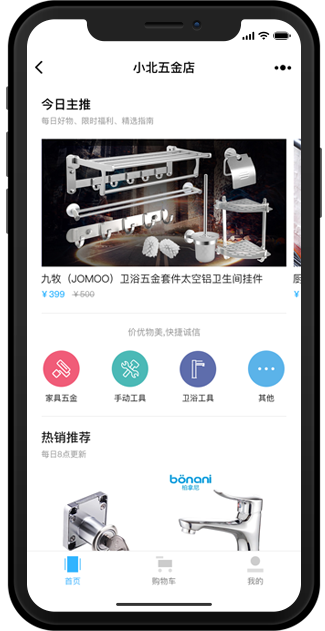 小北五金店
今日主推
每日好物、限时福利、精选指南
九牧（JOMOO）卫浴五金套件太空铝卫生间挂件
厨
¥399 ¥500
¥
价优物美,快捷诚信
家具五金 手动工具 卫浴工具 其他
热销推荐
每日8点更新
bonani
柏豪尼
首页 购物车 我的